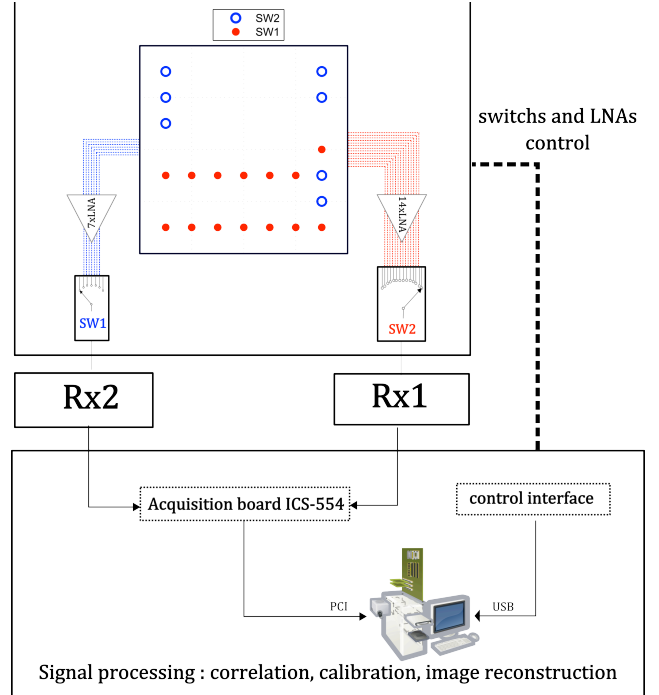 SW2
SW1
switchs and LNAs
control
7xLNA
14xLNA
SW1
SW2
Rx2
Rx1
Acquisition board ICS-554
control interface
PCI
USB
Signal processing : correlation, calibration, image reconstruction